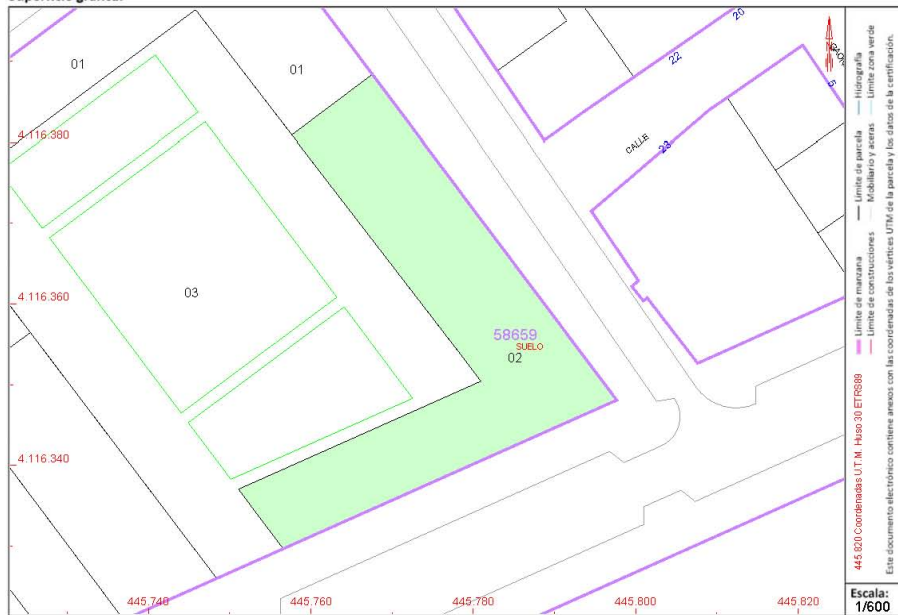 01
01
20
22
5
4.116.380
CALLE
23
03
4.116.360
58659
SUELO
02
4.116.340
445.740
445.760
445.780
445.800
445.820
445.820 Coordenadas U.T.M. Huso 30 ETRS89
Límite de manzana
Límite de parcela
Hidrografía
Límite de construcciones
Mobiliario y aceras
Límite zona verde
Este documento electrónico contiene anexos con las coordenadas de los vértices UTM de la parcela y los datos de la certificación.
Escala:
1/600